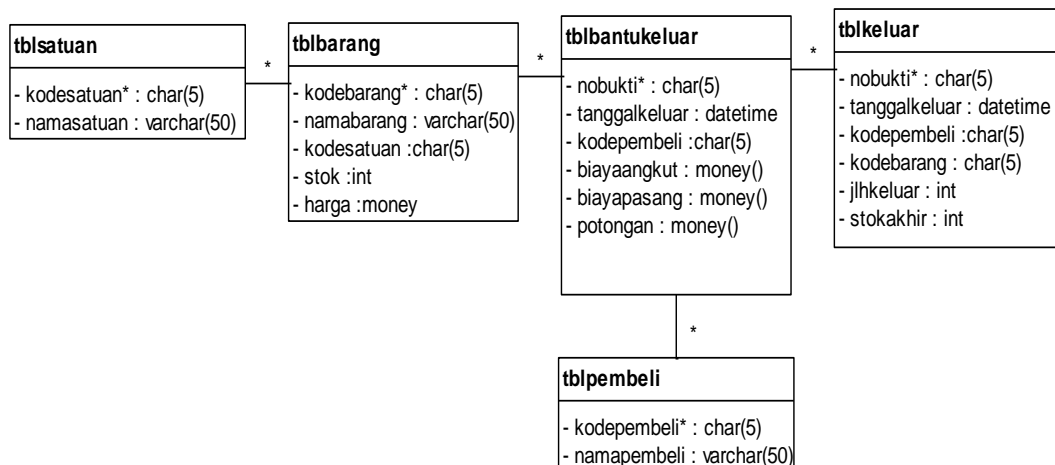 tblsatuan
- kodesatuan* : char(5)
- namasatuan : varchar(50)
*
tblbarang
- kodebarang* : char(5)
- namabarang : varchar(50)
- kodesatuan :char(5)
- stok :int
- harga :money
*
tblbantukeluar
- nobukti* : char(5)
- tanggalkeluar : datetime
- kodepembeli :char(5)
- biayaangkut : money()
- biayapasang : money()
- potongan : money()
*
tblkeluar
- nobukti* : char(5)
- tanggalkeluar : datetime
- kodepembeli : char(5)
- kodebarang : char(5)
- jlhkeluar : int
- stokakhir : int
*
tblpembeli
- kodepembeli* : char(5)
- namapembeli : varchar(50)